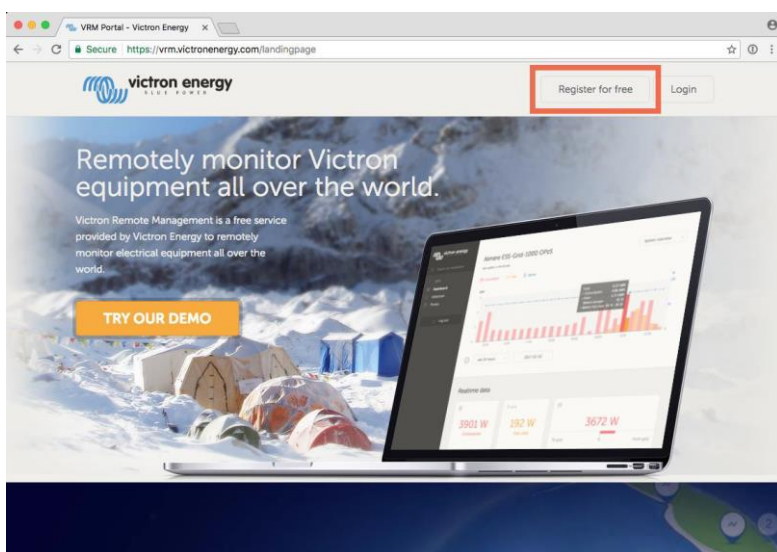 VRM Portal - Victron Energy
Secure https://vrm.victronenergy.com/landingpage
victron energy
BLUE POWER
Register for free
Login
Remotely monitor Victron
equipment all over the world.
Victron Remote Management is a free service
provided by Victron Energy to remotely
monitor electrical equipment all over the
world.
TRY OUR DEMO
victron energy
Realtime data
3901 W
192 W
3672 W
2